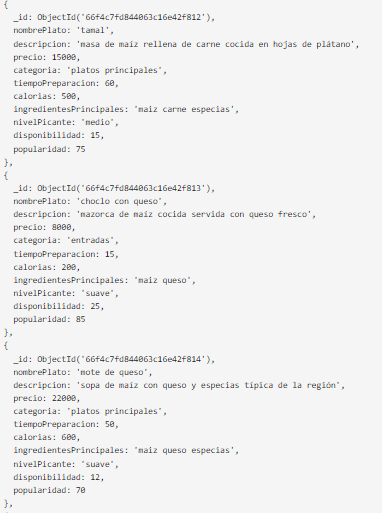 {
_id: ObjectId('66f4c7fd844063c16e42f812'),
nombrePlato: 'tamal',
descripcion: 'masa de maíz rellena de carne cocida en hojas de plátano',
precio: 15000,
categoria: 'platos principales',
tiempoPreparacion: 60,
calorias: 500,
ingredientesPrincipales: 'maiz carne especias',
nivelPicante: 'medio',
disponibilidad: 15,
popularidad: 75
},
{
_id: ObjectId('66f4c7fd844063c16e42f813'),
nombrePlato: 'choclo con queso',
descripcion: 'mazorca de maíz cocida servida con queso fresco',
precio: 8000,
categoria: 'entradas',
tiempoPreparacion: 15,
calorias: 200,
ingredientesPrincipales: 'maiz queso',
nivelPicante: 'suave',
disponibilidad: 25,
popularidad: 85
},
{
_id: ObjectId('66f4c7fd844063c16e42f814'),
nombrePlato: 'mote de queso',
descripcion: 'sopa de maíz con queso y especias típica de la región',
precio: 22000,
categoria: 'platos principales',
tiempoPreparacion: 50,
calorias: 600,
ingredientesPrincipales: 'maiz queso especias',
nivelPicante: 'suave',
disponibilidad: 12,
popularidad: 70
},